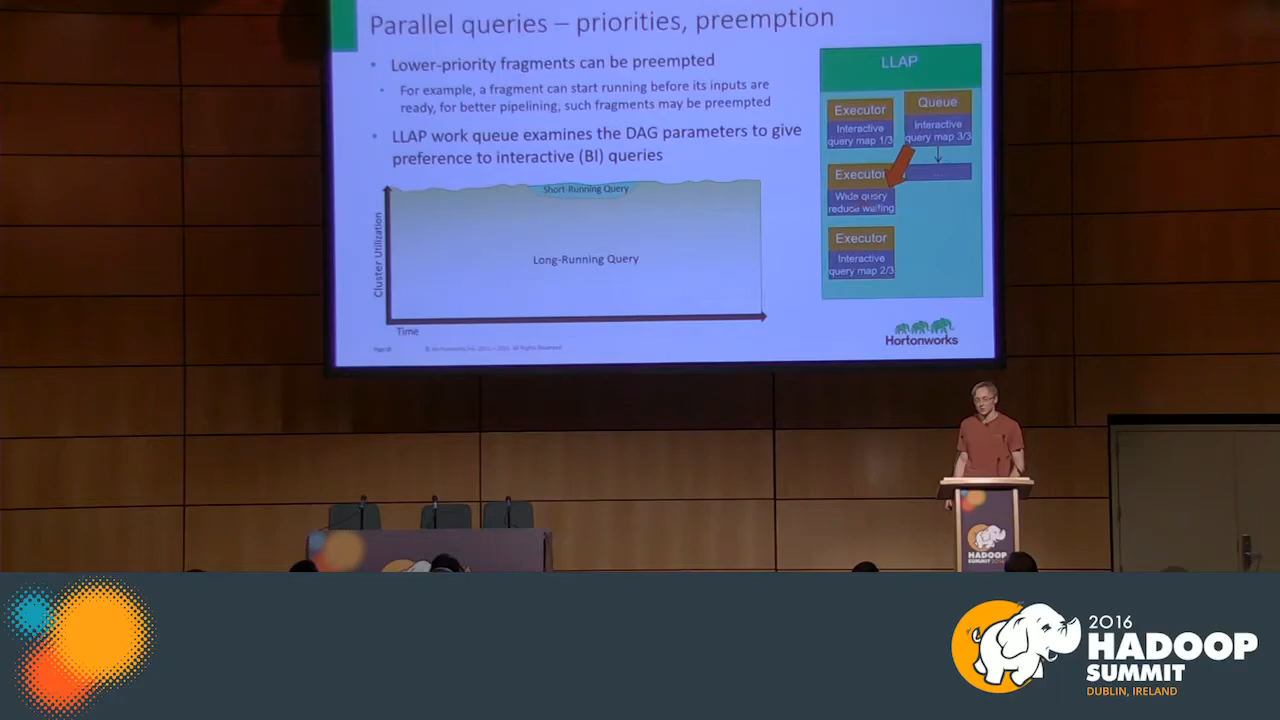 Parallel queries – priorities, preemption
• Lower-priority fragments can be preempted
• For example, a fragment can start running before its inputs are
ready, for better pipelining, such fragments may be preempted
• LLAP work queue examines the DAG parameters to give
preference to interactive (BI) queries
Cluster Utilization
Short-Running Query
Long-Running Query
Time
LLAP
Executor
Interactive
query map 1/3
Queue
Interactive
query map 3/3
...
Executor
Wide query
reduce waiting
Executor
Interactive
query map 2/3
Page
All Rights Reserved
Hortonworks
HADOOP
SUMMIT
2016
HADOOP
SUMMIT
DUBLIN, IRELAND